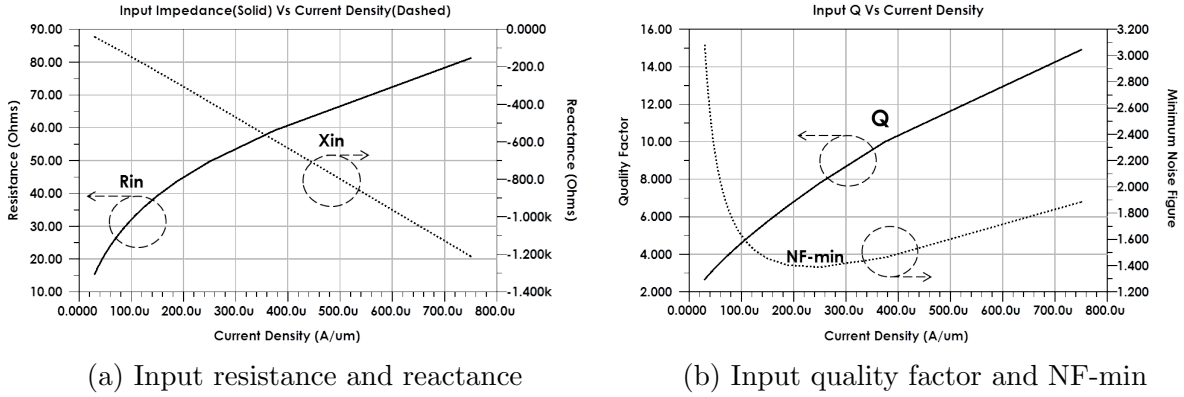 Input Impedance(Solid) Vs Current Density(Dashed)
90.00
80.00
70.00
60.00
50.00
40.00
30.00
20.00
10.00
Resistance (Ohms)
0.0000
-200.0
-400.0
-600.0
-800.0
-1.000k
-1.200k
-1.400k
Reactance (Ohms)
Rin
Xin
0.0000 100.0u 200.0u 300.0u 400.0u 500.0u 600.0u 700.0u 800.0u
Current Density (A/um)
(a) Input resistance and reactance
Input Q Vs Current Density
16.00
14.00
12.00
10.00
8.000
6.000
4.000
2.000
Quality Factor
3.200
3.000
2.800
2.600
2.400
2.200
2.000
1.800
1.600
1.400
1.200
Minimum Noise Figure
Q
NF-min
0.0000 100.0u 200.0u 300.0u 400.0u 500.0u 600.0u 700.0u 800.0u
Current Density (A/um)
(b) Input quality factor and NF-min